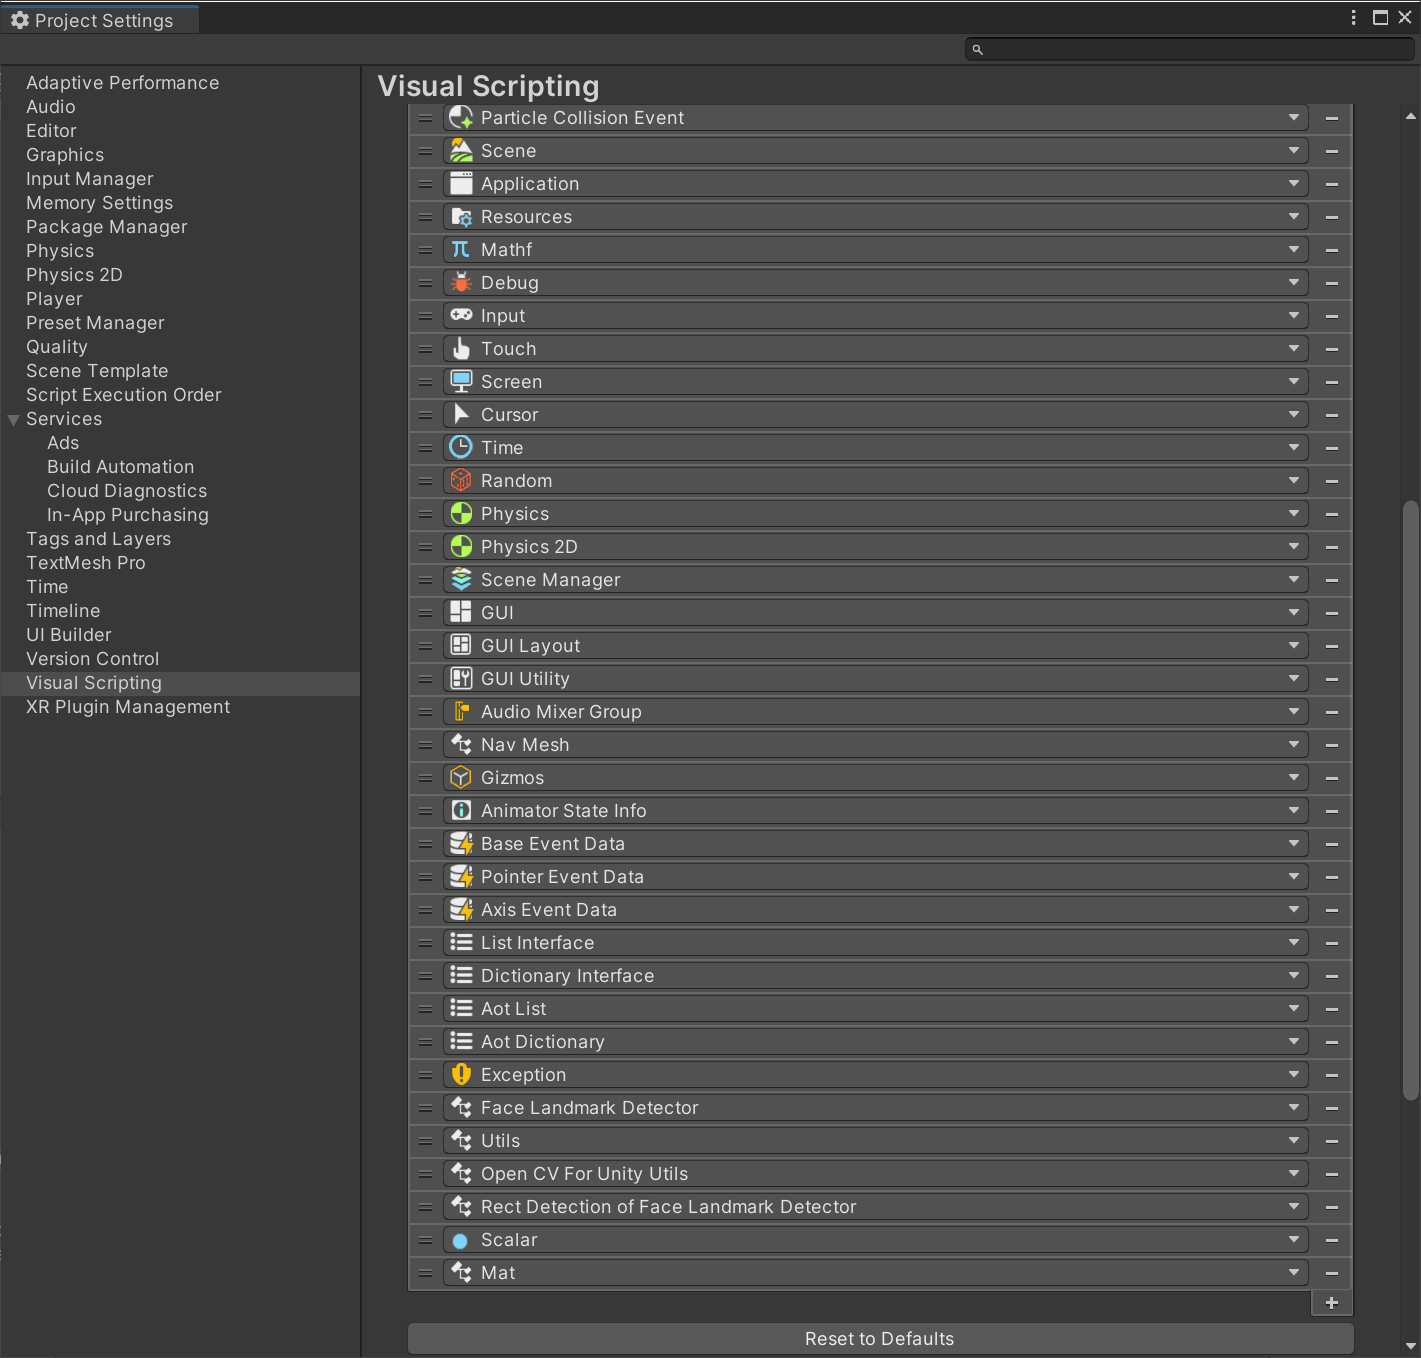 Project Settings
Adaptive Performance
Audio
Editor
Graphics
Input Manager
Memory Settings
Package Manager
Physics
Physics 2D
Player
Preset Manager
Quality
Scene Template
Script Execution Order
Services
Ads
Build Automation
Cloud Diagnostics
In-App Purchasing
Tags and Layers
TextMesh Pro
Time
Timeline
UI Builder
Version Control
Visual Scripting
XR Plugin Management
Visual Scripting
Particle Collision Event
Scene
Application
Resources
Mathf
Debug
Input
Touch
Screen
Cursor
Time
Random
Physics
Physics 2D
Scene Manager
GUI
GUI Layout
GUI Utility
Audio Mixer Group
Nav Mesh
Gizmos
Animator State Info
Base Event Data
Pointer Event Data
Axis Event Data
List Interface
Dictionary Interface
Aot List
Aot Dictionary
Exception
Face Landmark Detector
Utils
Open CV For Unity Utils
Rect Detection of Face Landmark Detector
Scalar
Mat
Reset to Defaults